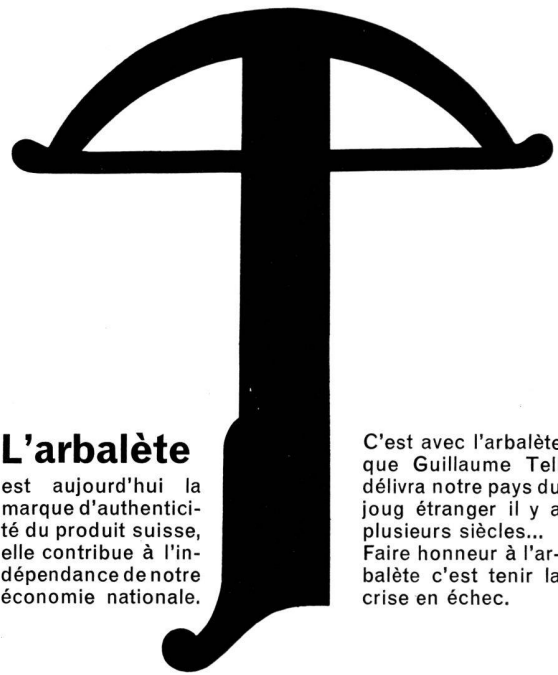 L'arbalète
est aujourd'hui la
marque d'authentici-
té du produit suisse,
elle contribue à l'in-
dépendance de notre
économie nationale.
C'est avec l'arbalète
que Guillaume Tell
délivra notre pays du
joug étranger il y a
plusieurs siècles...
Faire honneur à l'ar-
balète c'est tenir la
crise en échec.